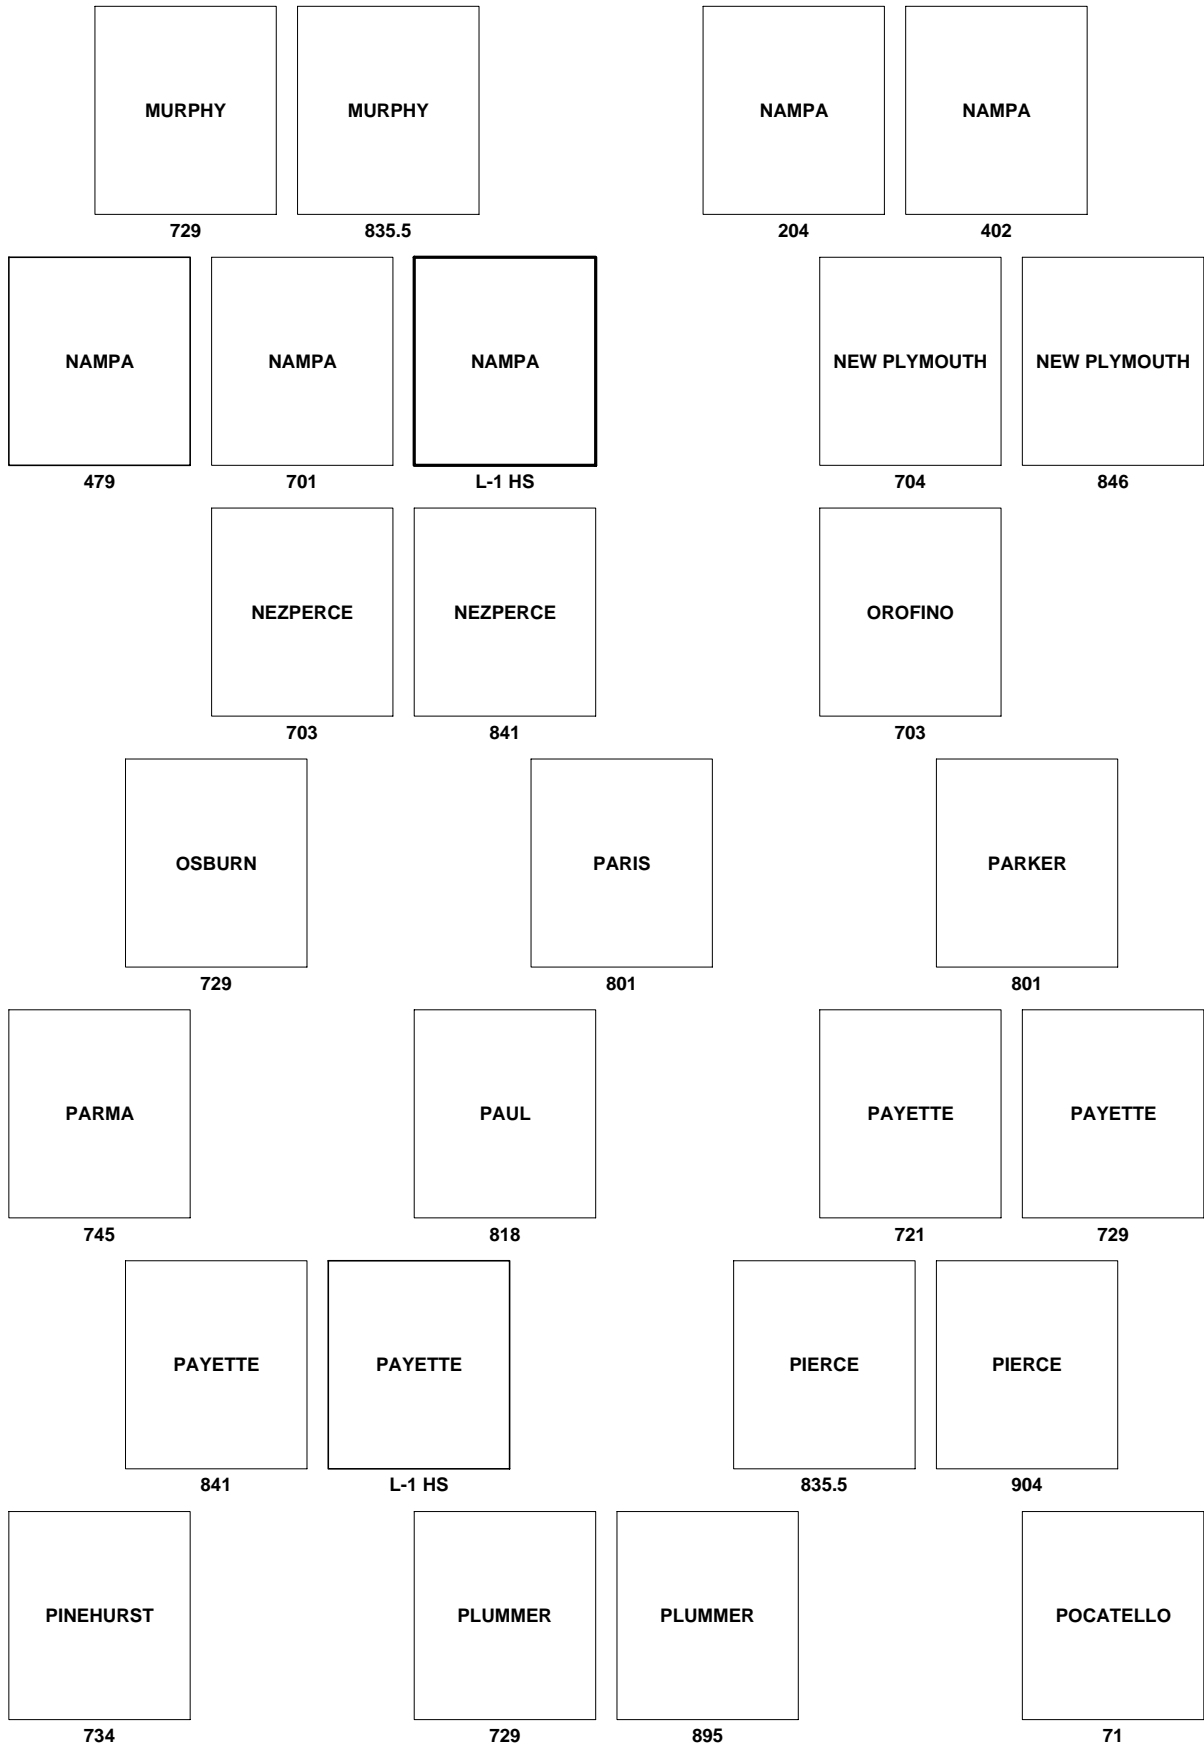 MURPHY MURPHY NAMPA NAMPA
729 835.5 204 402
NAMPA NAMPA NAMPA NEW PLYMOUTH NEW PLYMOUTH
479 701 L-1 HS 704 846
NEZPERCE NEZPERCE OROFINO
703 841 703
OSBURN PARIS PARKER
729 801 801
PARMA PAUL PAYETTE PAYETTE
745 818 721 729
PAYETTE PAYETTE PIERCE PIERCE
841 L-1 HS 835.5 904
PINEHURST PLUMMER PLUMMER POCATELLO
734 729 895 71